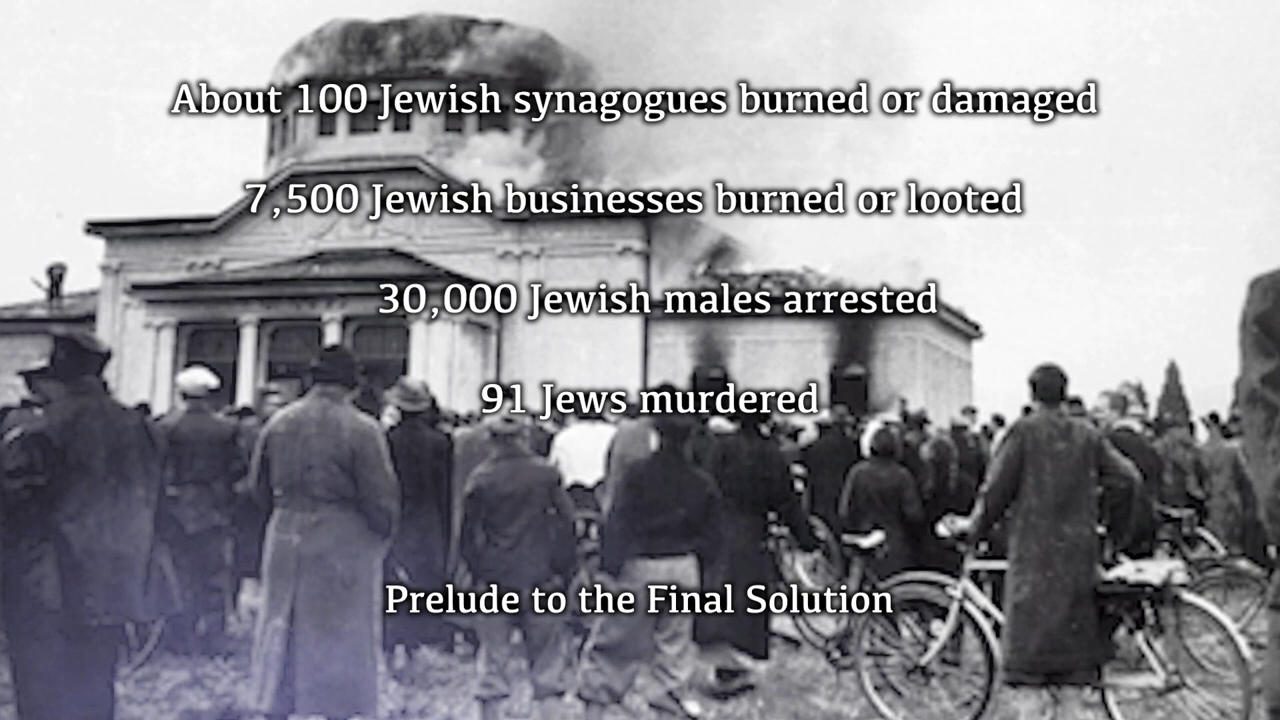 About 100 Jewish synagogues burned or damaged
7,500 Jewish businesses burned or looted
30,000 Jewish males arrested
91 Jews murdered
Prelude to the Final Solution